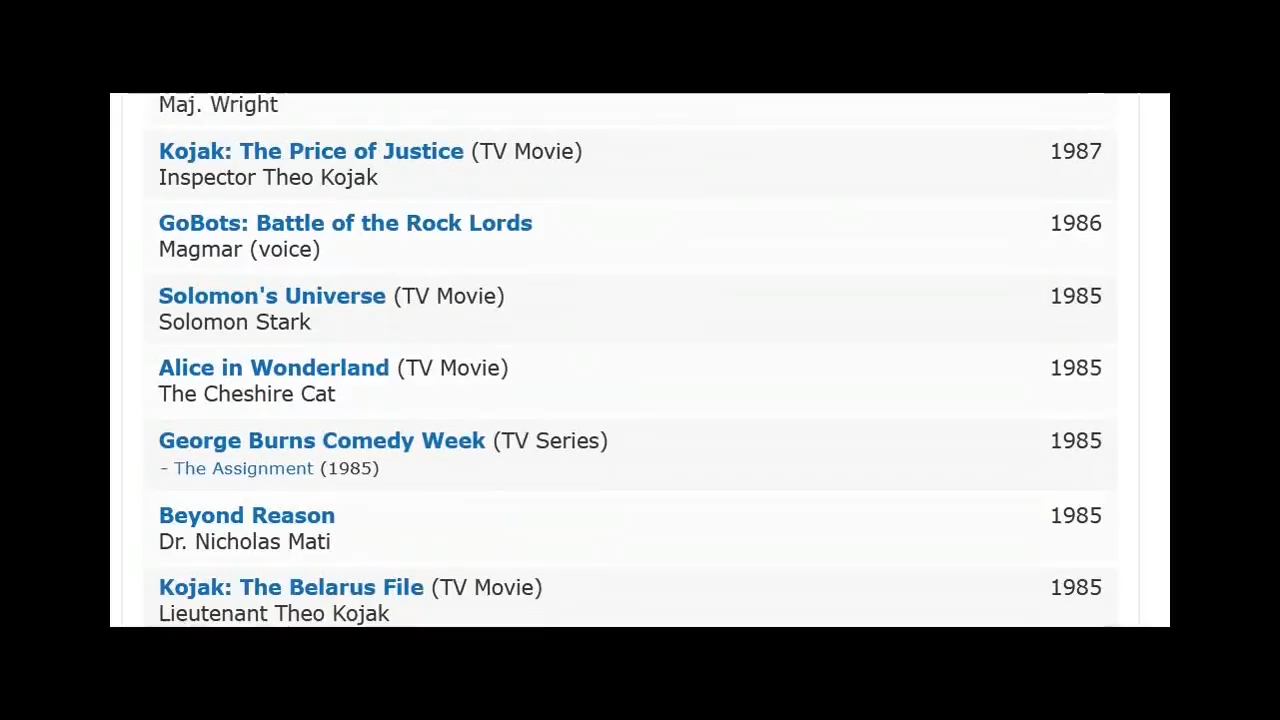 Maj. Wright
Kojak: The Price of Justice (TV Movie) 1987
Inspector Theo Kojak
GoBots: Battle of the Rock Lords 1986
Magmar (voice)
Solomon's Universe (TV Movie) 1985
Solomon Stark
Alice in Wonderland (TV Movie) 1985
The Cheshire Cat
George Burns Comedy Week (TV Series) 1985
- The Assignment (1985)
Beyond Reason 1985
Dr. Nicholas Mati
Kojak: The Belarus File (TV Movie) 1985
Lieutenant Theo Kojak